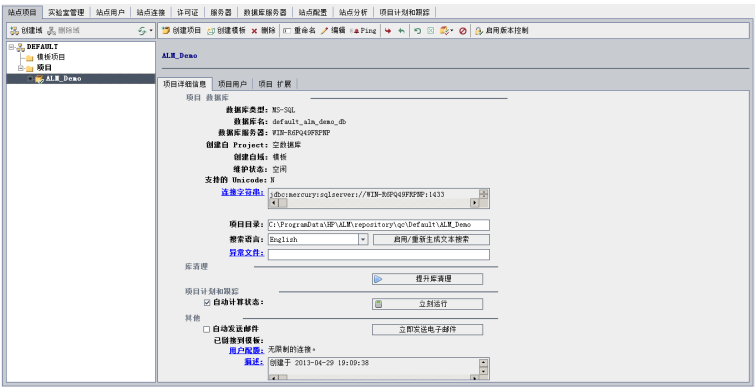 站点项目 实验室管理 站点用户 站点连接 许可证 服务器 数据库服务器 站点配置 站点分析 项目计划和跟踪
创建域 删除域 创建项目 创建模板 删除 重命名 编辑 Ping 启用版本控制
DEFAULT
模板项目
项目
ALM_Demo
ALM_Demo
项目详细信息 项目用户 项目 扩展
项目 数据库
数据库类型: MS-SQL
数据库名: default_alm_demo_db
数据库服务器: WIN-R6PQ49FRPNP
创建自 Project: 空数据库
创建自域: 模板
维护状态: 空闲
支持的 Unicode: N
连接字符串: jdbc:mercury:sqlserver://WIN-R6PQ49FRPNP:1433
项目目录: C:\ProgramData\HP\ALM\repository\qc\Default\ALM_Demo
搜索语言: English 启用/重新生成文本搜索
异常文件:
库清理
提升库清理
项目计划和跟踪
自动计算状态: 立刻运行
其他
自动发送邮件 立即发送电子邮件
已链接到模板:
用户配额: 无限制的连接。
描述: 创建于 2013-04-29 19:09:38